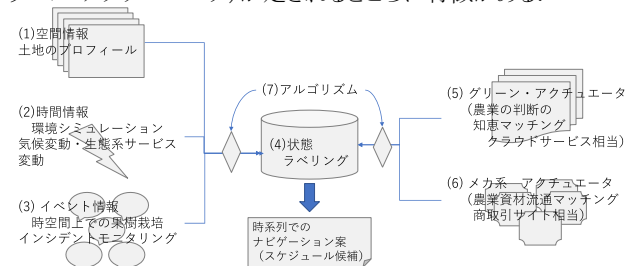 (1)空間情報
土地のプロフィール
(2)時間情報
環境シミュレーション
気候変動・生態系サービス
変動
(3) イベント情報
時空間上での果樹栽培
インシデントモニタリング
(7)アルゴリズム
(4)状態
ラベリング
時系列での
ナビゲーション案
（スケジュール候補）
(5) グリーン・アクチュエータ
（農業の判断の
知恵マッチング
クラウドサービス相当）
(6) メカ系 アクチュエータ
（農業資材流通マッチング
商取引サイト相当）